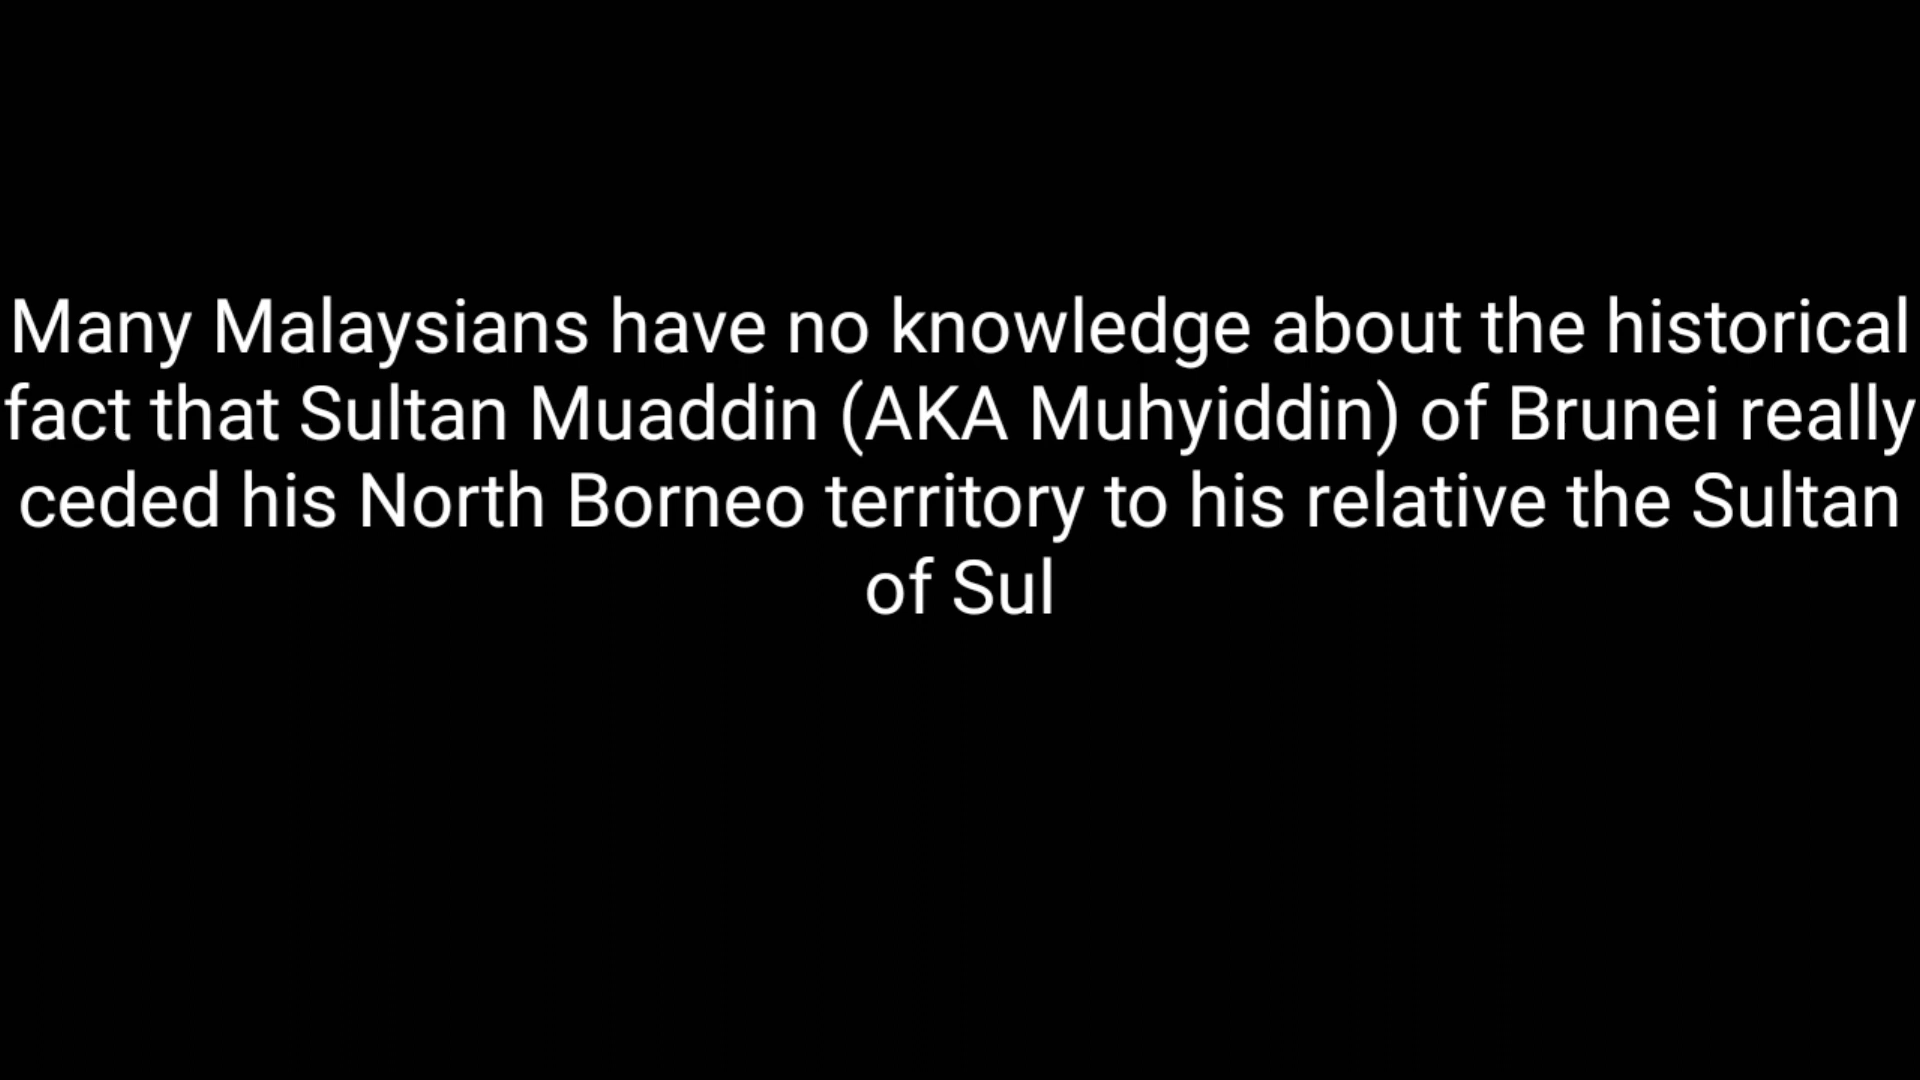 Many Malaysians have no knowledge about the historical
fact that Sultan Muaddin (AKA Muhyiddin) of Brunei really
ceded his North Borneo territory to his relative the Sultan
of Sul